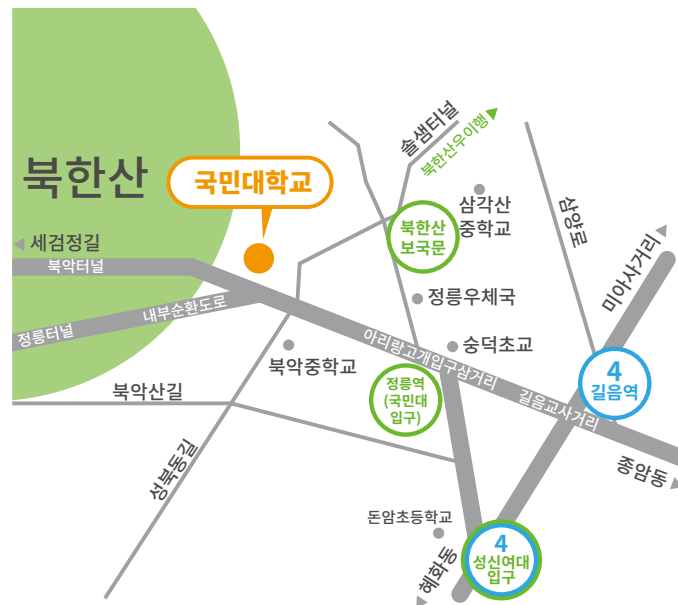 솔샘터널
북한산우이행
북한산
국민대학교
삼각산
중학교
삼양로
북한산
보국문
세검정길
미아사거리
북악터널
정릉우체국
내부순환도로
정릉터널
아리랑고개입구삼거리
숭덕초교
북악중학교
4
길음역
정릉역
(국민대
입구)
길음교사거리
북악산길
성북동길
종암동
돈암초등학교
4
성신여대
입구
혜화동